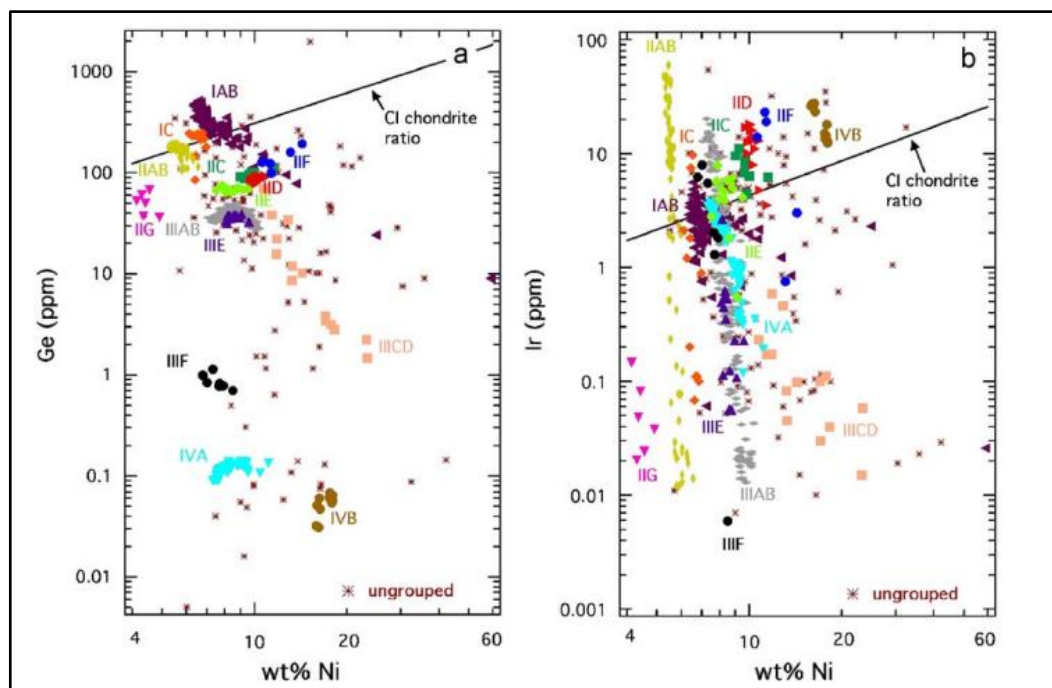 a
1000
100
10
1
0.1
0.01
Ge (ppm)
IAB
IC
IIAB
IIC
IIF
IID
IIE
IIG
IIIAB
IIIE
CI chondrite
ratio
IIICD
IIIF
IVA
IVB
ungrouped
4
10
20
60
wt% Ni
b
100
10
1
0.1
0.01
0.001
Ir (ppm)
IIAB
IID
IIF
IVB
IIC
IC
CI chondrite
ratio
IAB
IIE
IVA
IIG
IIIE
IIICD
IIIAB
IIIF
ungrouped
4
10
20
60
wt% Ni